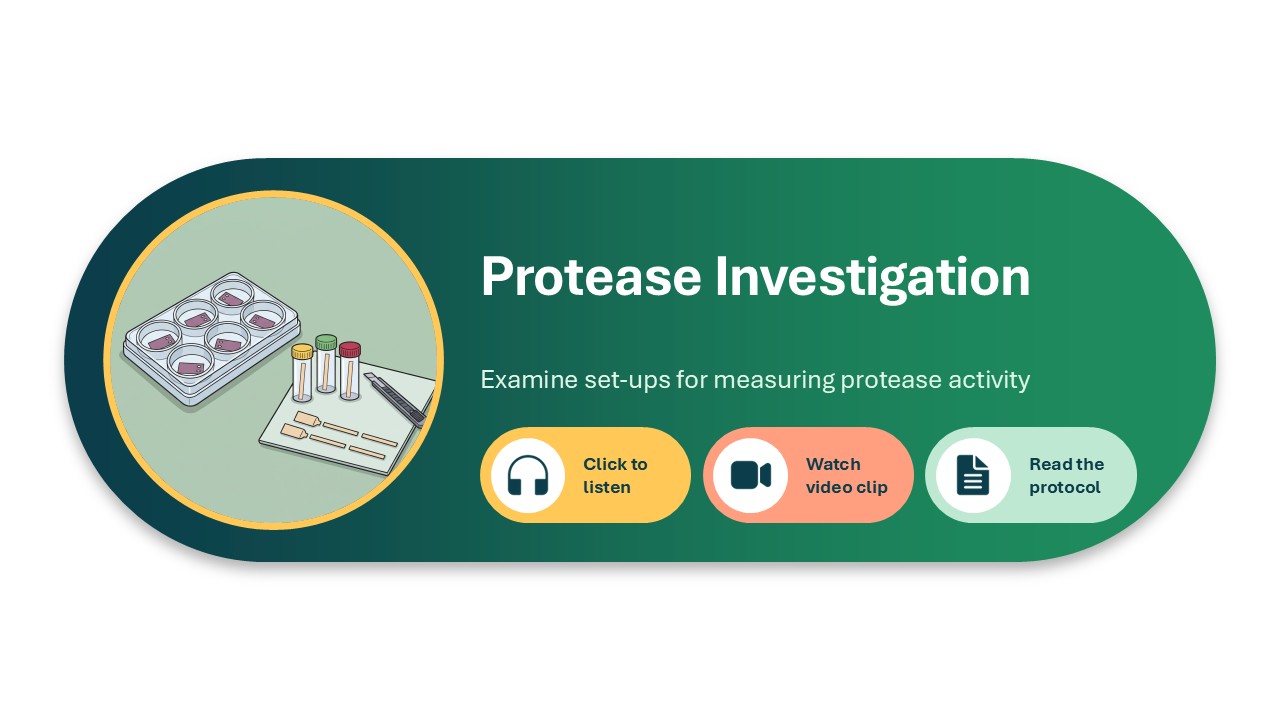 Protease Investigation
Examine set-ups for measuring protease activity
Click to
listen
Watch
video clip
Read the
protocol